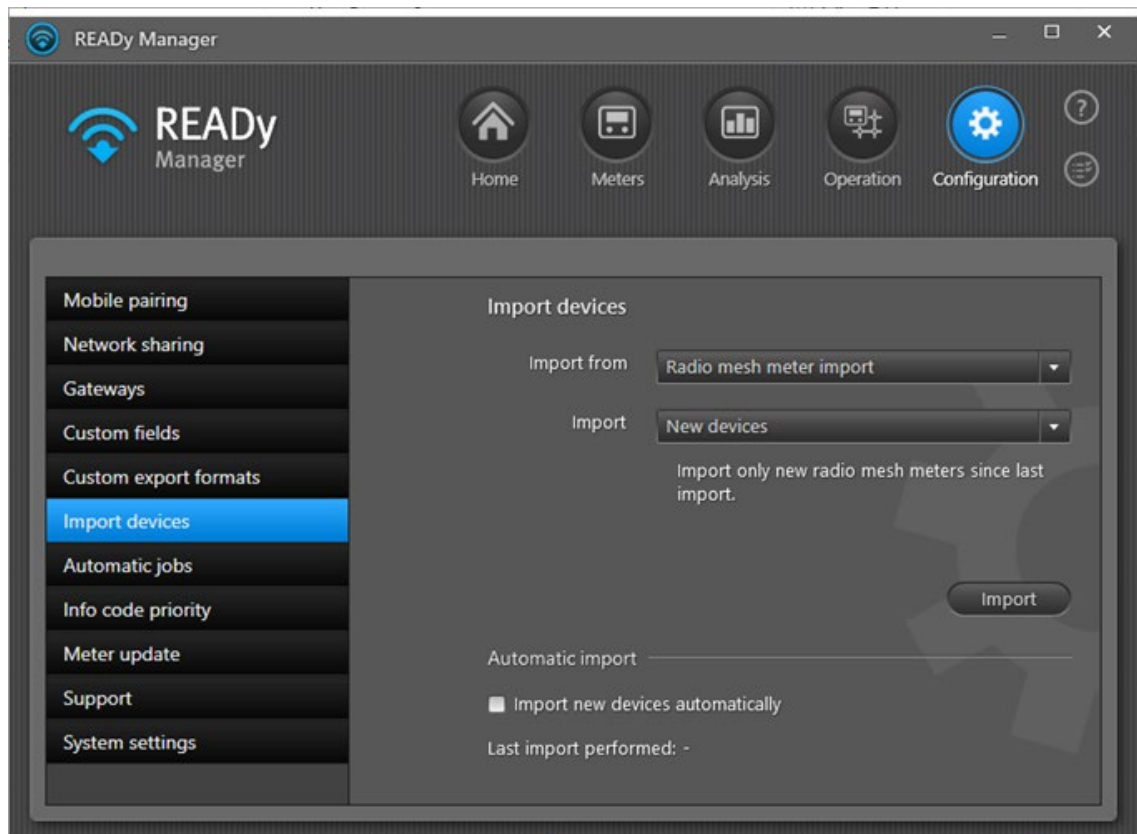 READy Manager
READy
Manager
Home
Meters
Analysis
Operation
Configuration
?
Mobile pairing
Network sharing
Gateways
Custom fields
Custom export formats
Import devices
Automatic jobs
Info code priority
Meter update
Support
System settings
Import devices
Import from
Radio mesh meter import
Import
New devices
Import only new radio mesh meters since last
import.
Import
Automatic import
Import new devices automatically
Last import performed: -